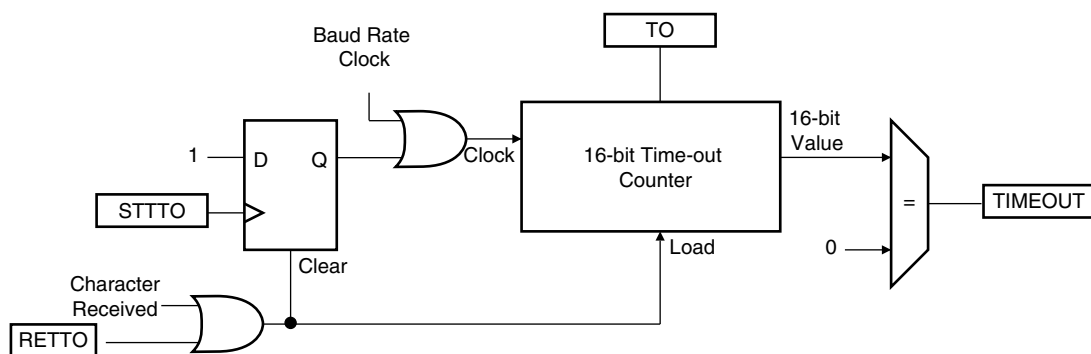 TO
Baud Rate
Clock
16-bit
Value
1
D
Q
Clock
16-bit Time-out
Counter
=
TIMEOUT
STTTO
0
Clear
Load
Character
Received
RETTO